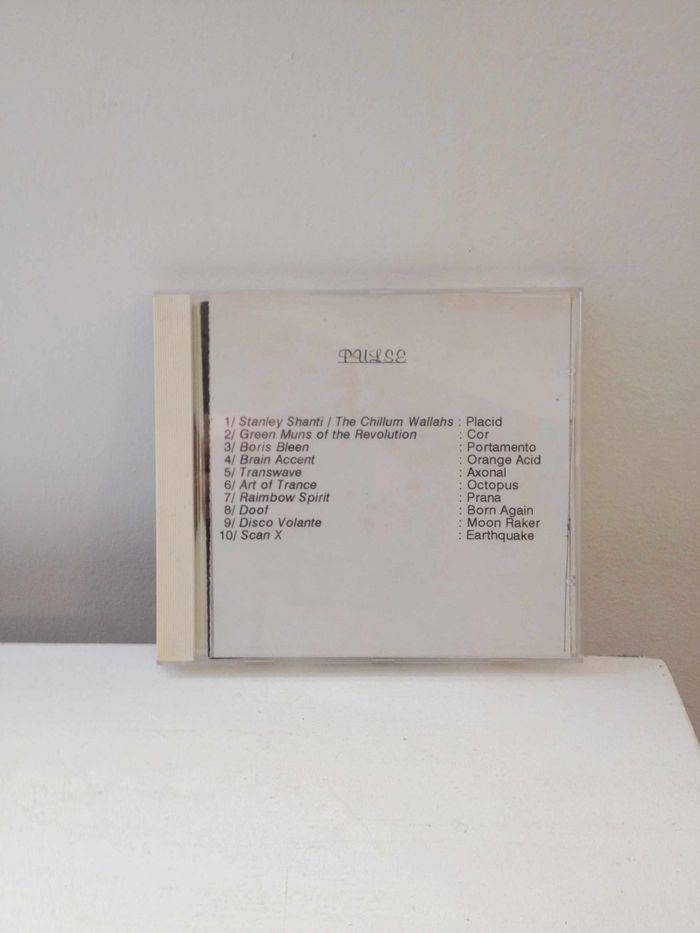 PULSE
1/ Stanley Shanti / The Chillum Wallahs : Placid
2/ Green Muns of the Revolution : Cor
3/ Boris Bleen : Portamento
4/ Brain Accent : Orange Acid
5/ Transwave : Axonal
6/ Art of Trance : Octopus
7/ Raimbow Spirit : Prana
8/ Doof : Born Again
9/ Disco Volante : Moon Raker
10/ Scan X : Earthquake